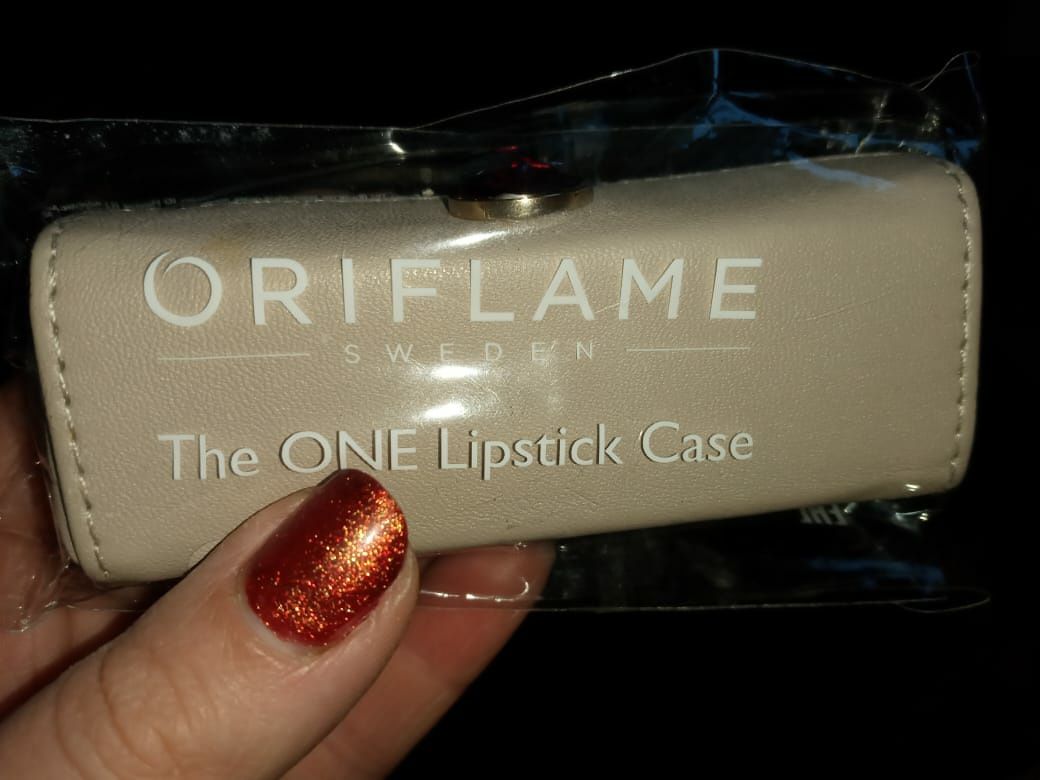 ORIFLAME
SWEDEN
The ONE Lipstick Case